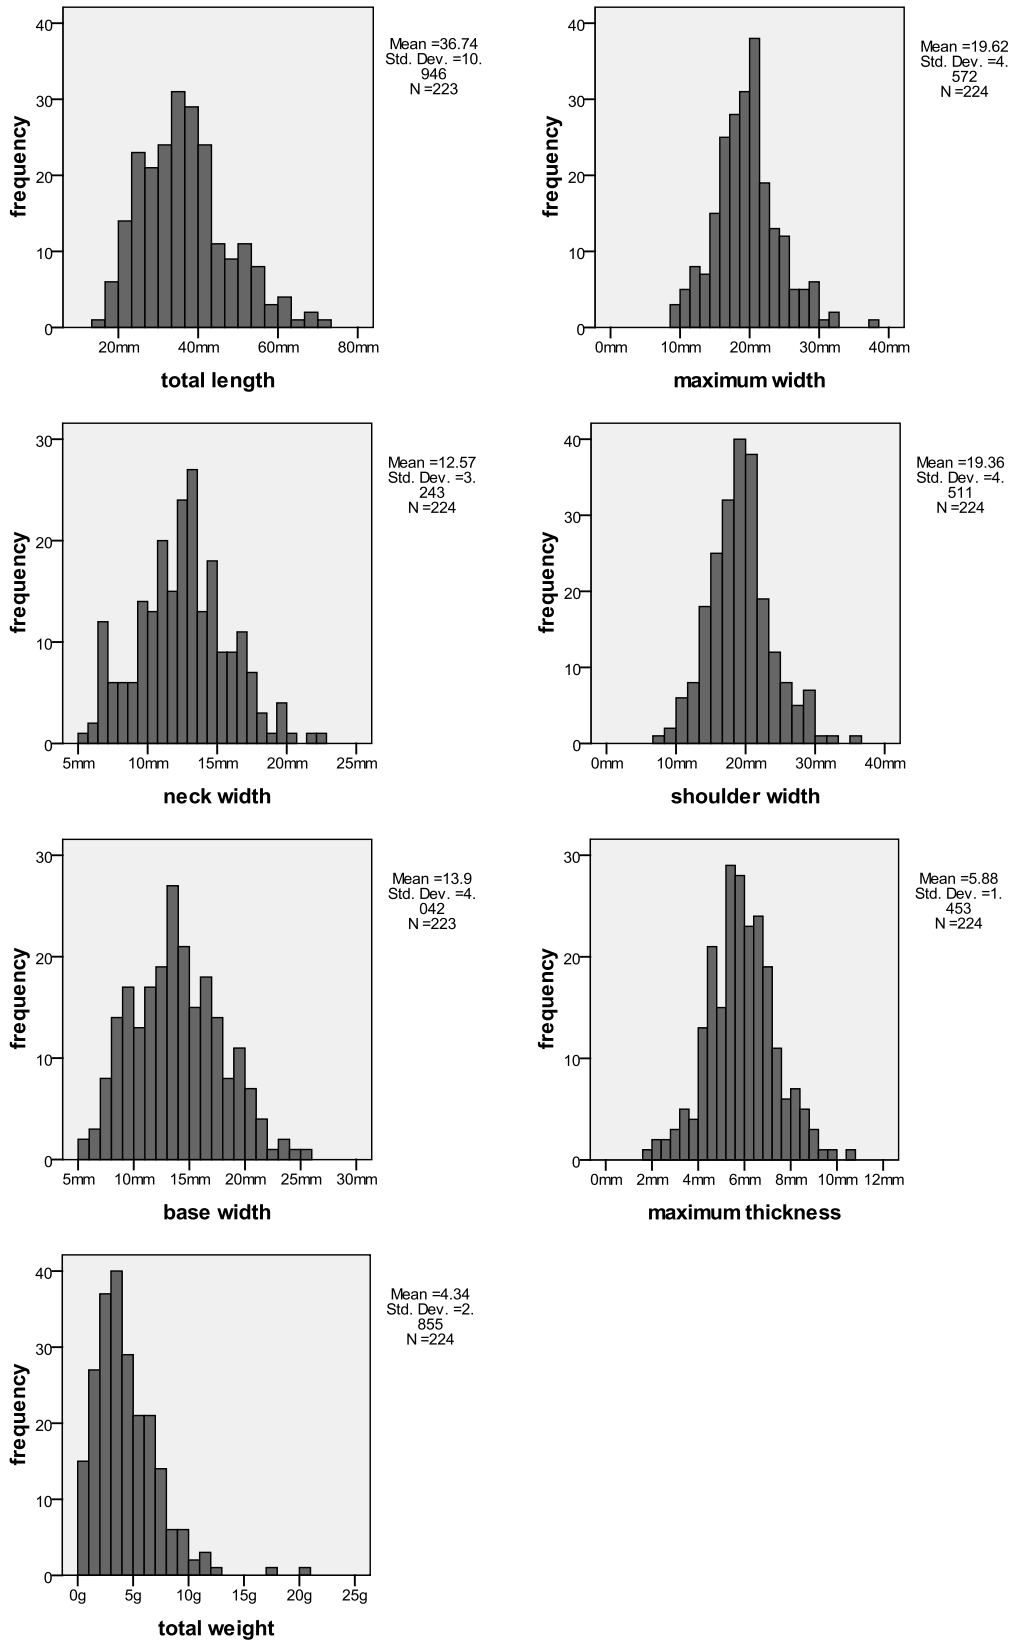 40
30
20
10
0
frequency
20mm 40mm 60mm 80mm
total length
Mean =36.74
Std. Dev. =10.
946
N =223
40
30
20
10
0
frequency
0mm 10mm 20mm 30mm 40mm
maximum width
Mean =19.62
Std. Dev. =4.
572
N =224
30
20
10
0
frequency
5mm 10mm 15mm 20mm 25mm
neck width
Mean =12.57
Std. Dev. =3.
243
N =224
40
30
20
10
0
frequency
0mm 10mm 20mm 30mm 40mm
shoulder width
Mean =19.36
Std. Dev. =4.
511
N =224
30
20
10
0
frequency
5mm 10mm 15mm 20mm 25mm 30mm
base width
Mean =13.9
Std. Dev. =4.
042
N =223
30
20
10
0
frequency
0mm 2mm 4mm 6mm 8mm 10mm 12mm
maximum thickness
Mean =5.88
Std. Dev. =1.
453
N =224
40
30
20
10
0
frequency
0g 5g 10g 15g 20g 25g
total weight
Mean =4.34
Std. Dev. =2.
855
N =224